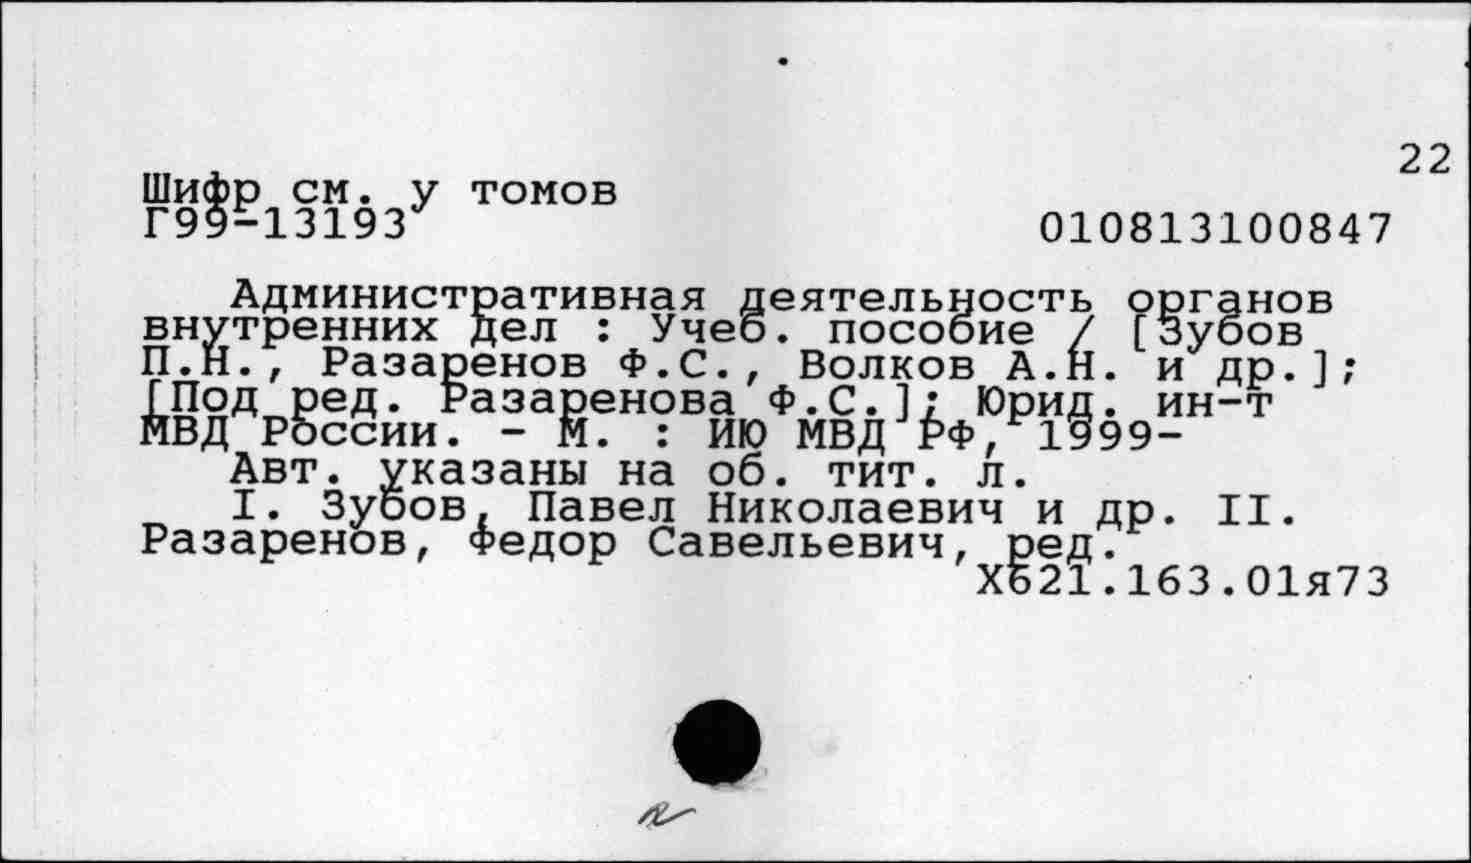 22
Шифр см. у томов
Г99-13193 010813100847
Административная деятельность органов
внутренних дел : Учеб. пособие / [Зубов
П.Н., Разаренов Ф.С., Волков А.Н. и др.];
[Под ред. Разаренова Ф.С.]; Юрид. ин-т
МВД России. - М. : ИЮ МВД РФ, 1999-
Авт. указаны на об. тит. л.
I. Зубов, Павел Николаевич и др. II.
Разаренов, Федор Савельевич, ред.
Х621.163.01я73